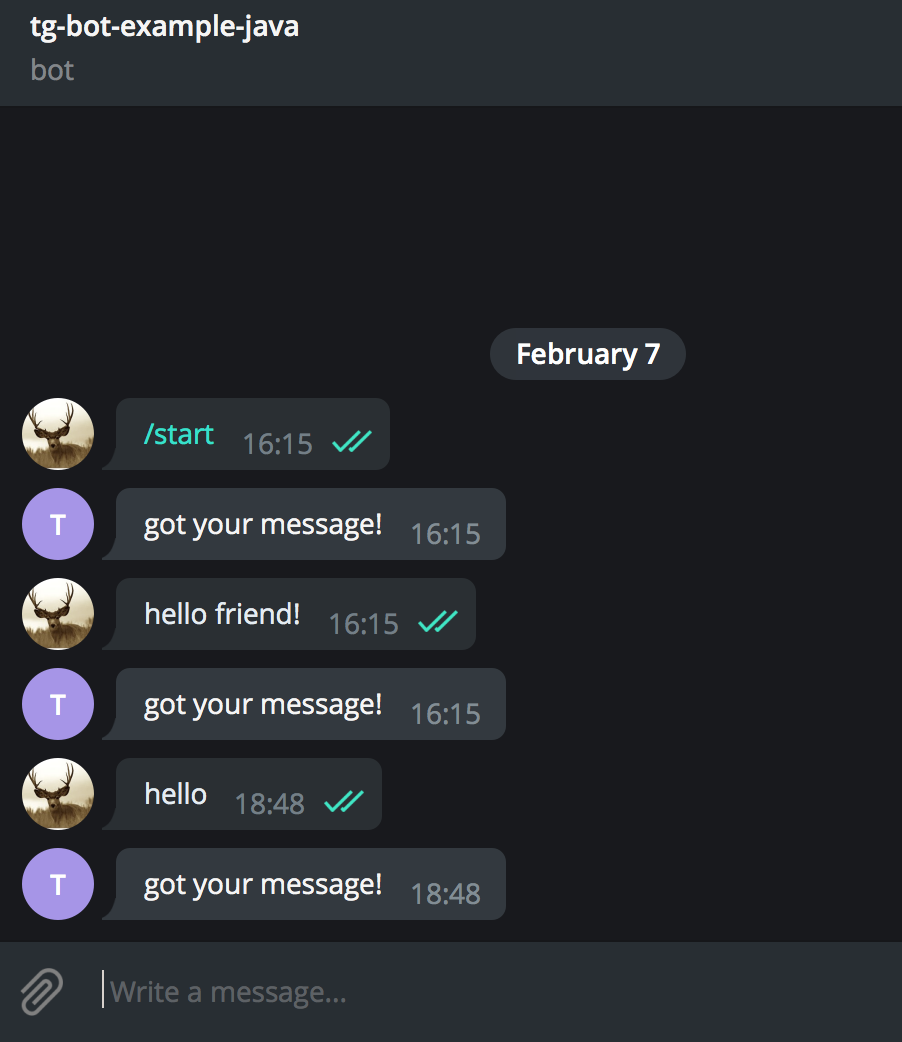 tg-bot-example-java
bot
February 7
/start 16:15
T
got your message! 16:15
hello friend! 16:15
T
got your message! 16:15
hello 18:48
T
got your message! 18:48
Write a message...